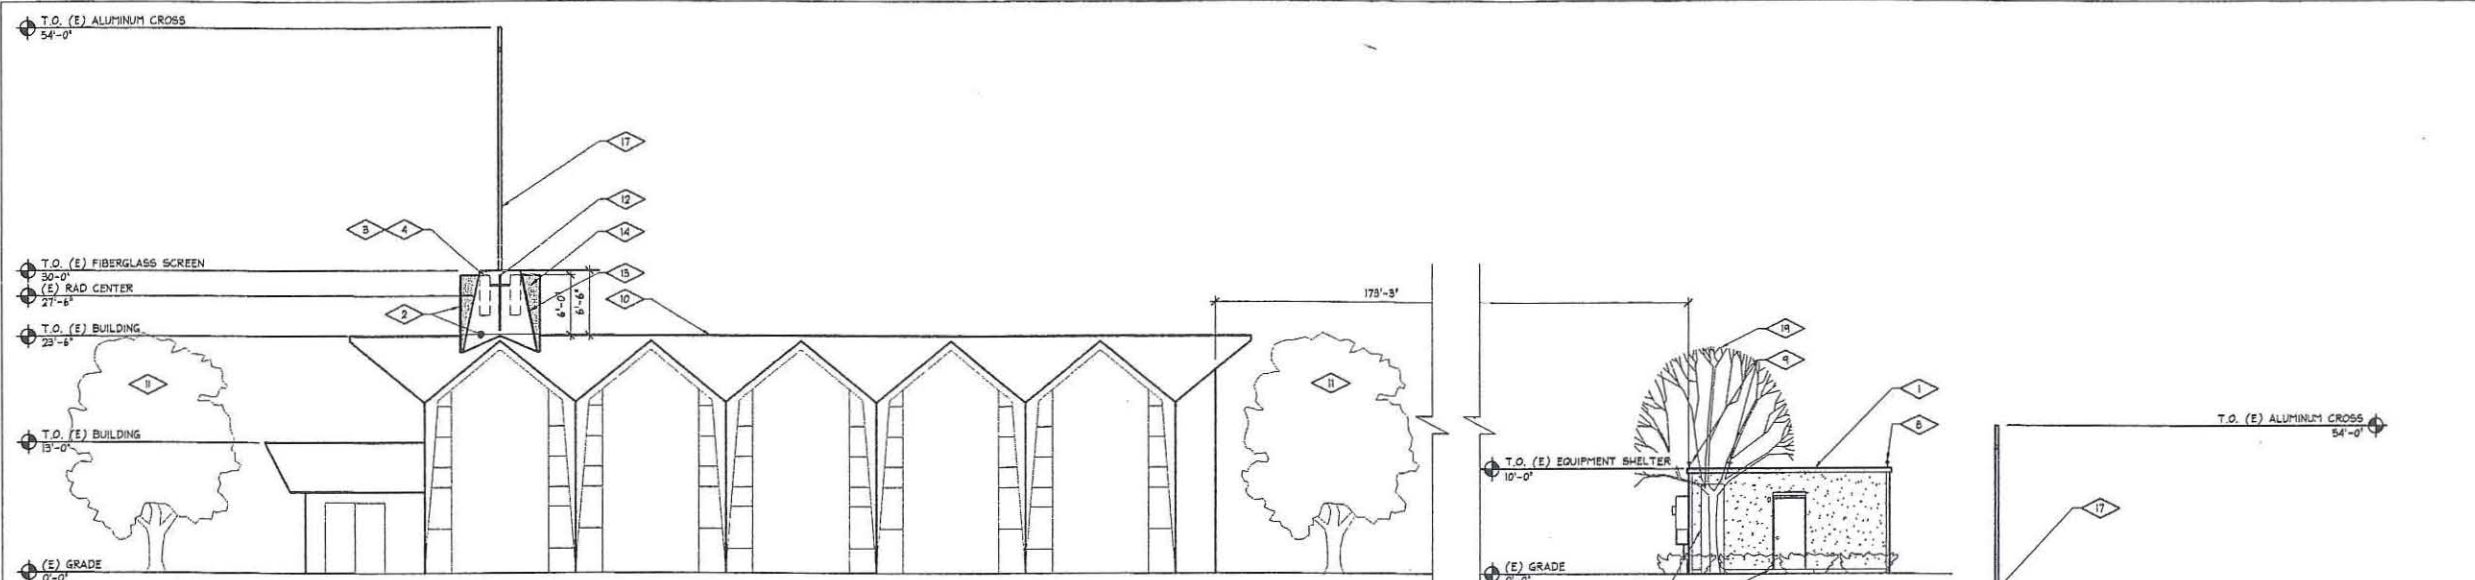 T.O. (E) ALUMINUM CROSS
54'-0"
17
12
3 4
14
T.O. (E) FIBERGLASS SCREEN
30'-0"
13
(E) RAD CENTER
27'-6"
10
6'-0"
6'-6"
173'-3"
2
T.O. (E) BUILDING
23'-6"
19
9
11
11
1
T.O. (E) ALUMINUM CROSS
54'-0"
8
T.O. (E) BUILDING
13'-0"
T.O. (E) EQUIPMENT SHELTER
10'-0"
17
(E) GRADE
0'-0"
(E) GRADE
0'-0"